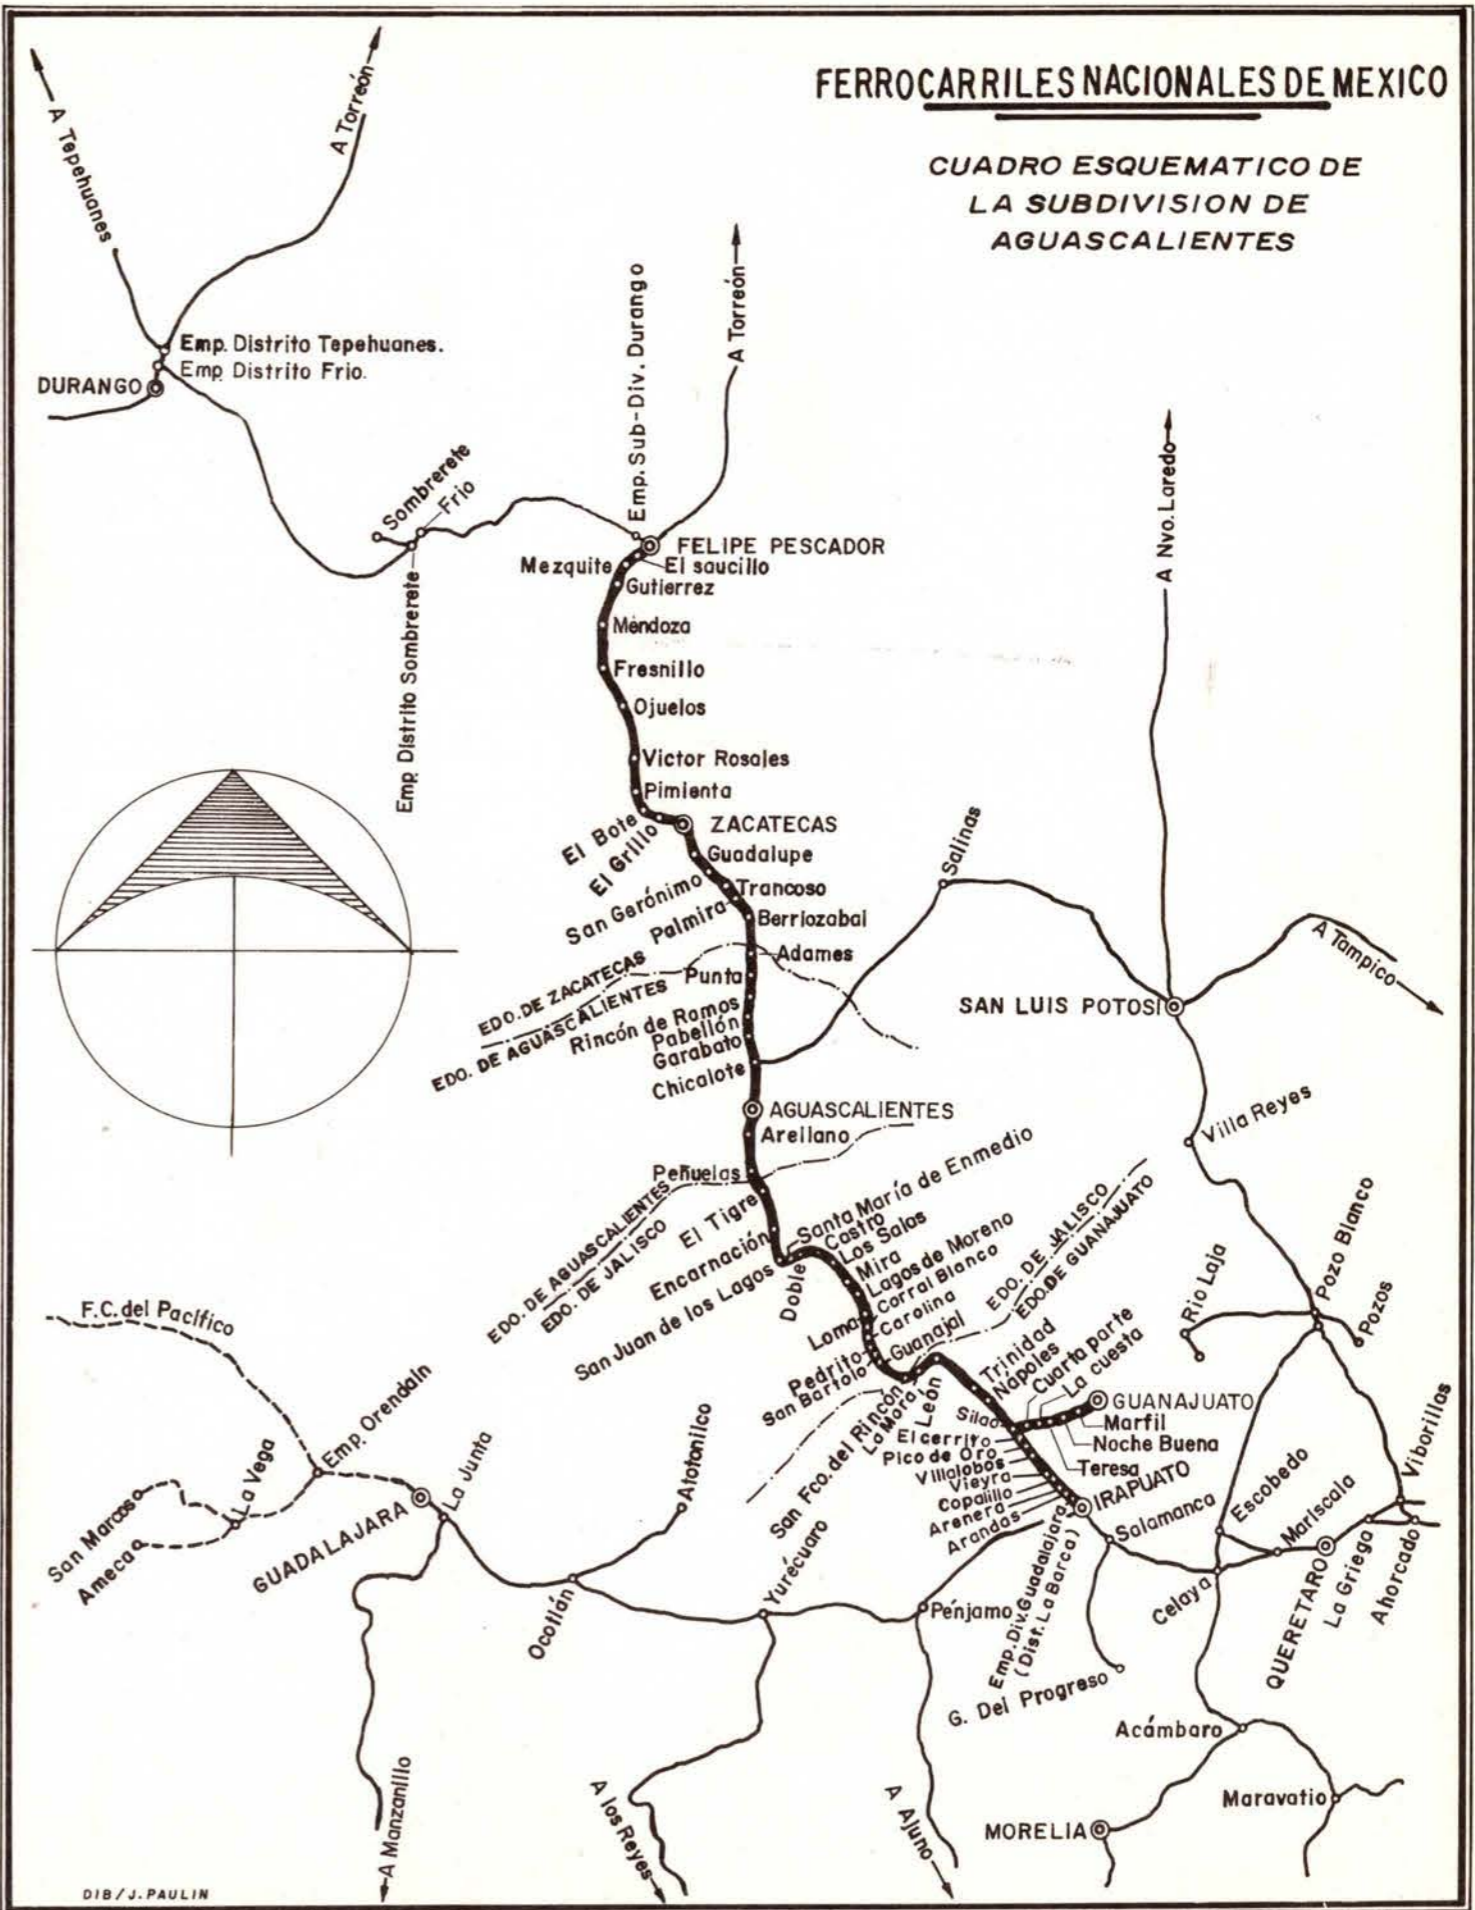 FERROCARRILES NACIONALES DE MEXICO
CUADRO ESQUEMATICO DE
LA SUBDIVISION DE
AGUASCALIENTES
A Tepehuanes
A Torreón
Emp. Distrito Tepehuanes.
Emp. Distrito Frio.
DURANGO
Sombrerete
Frio
Emp. Distrito Sombrerete
Emp. Sub-Div. Durango
A Torreón
A Nvo. Laredo
FELIPE PESCADOR
El saucillo
Mezquite
Gutierrez
Méndoza
Fresnillo
Ojuelos
Victor Rosales
Pimienta
El Bote
El Grillo
ZACATECAS
Guadalupe
San Gerónimo
Trancoso
Palmira
Berriozabal
Adames
EDO. DE ZACATECAS
EDO. DE AGUASCALIENTES
Punta
Rincón de Ramos
Pabellón
Garabato
Chicalote
Salinas
SAN LUIS POTOSI
A Tampico
AGUASCALIENTES
Arellano
Peñuelas
EDO. DE AGUASCALIENTES
EDO. DE JALISCO
El Tigre
Encarnación
San Juan de los Lagos
Santa María de Enmedio
Doble
Castro
Los Salas
Mira
Lagos de Moreno
Corral Blanco
Loma
Carolina
Pedrito
Guanajal
San Bartolo
EDO. DE JALISCO
EDO. DE GUANAJUATO
San Fco. del Rincón
La Mora
León
Trinidad
Nápoles
Silao
Cuarta parte
La cuesta
GUANAJUATO
Marfil
Noche Buena
Teresa
El cerrito
Pico de Oro
Villalobos
Vieyra
Copalillo
Arenera
Arandas
IRAPUATO
Emp. Div. Guadalajara
(Dist. La Barca)
Villa Reyes
Pozo Blanco
Rio Laja
Pozos
Viborillas
Escobedo
Mariscala
Salamanca
Celaya
QUERETARO
La Griega
Ahorcado
G. Del Progreso
Acámbaro
Maravatio
MORELIA
F.C. del Pacífico
Emp. Orendain
La Vega
San Marcos
Ameca
GUADALAJARA
La Junta
Atotonilco
Ocotlán
Yurécuaro
Pénjamo
A Manzanillo
A los Reyes
A Ajuno
DIB/J. PAULIN